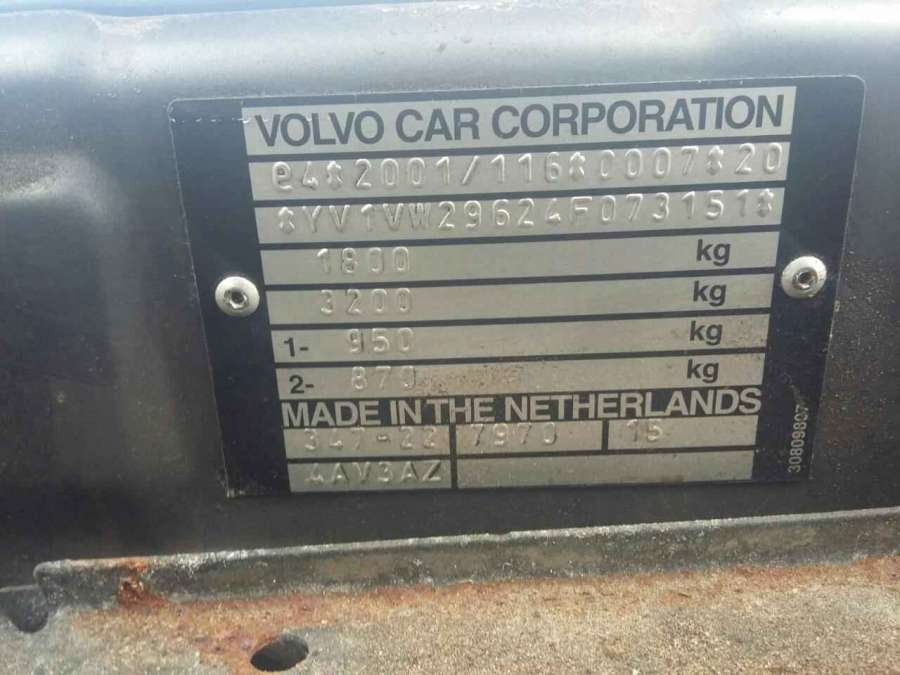 VOLVO CAR CORPORATION
e4*2001/116*0007*20
*YV1VW29624F073151*
1800 kg
3200 kg
1- 950 kg
2- 870 kg
MADE IN THE NETHERLANDS
347-22 7970 15
4AV3AZ
30809807